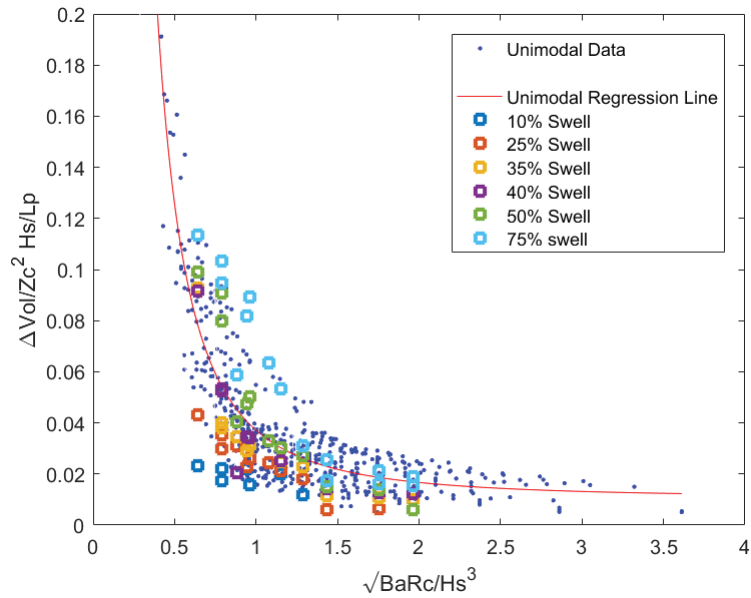 0.2
0.18
0.16
0.14
0.12
0.1
0.08
0.06
0.04
0.02
0
ΔVol/Zc² Hs/Lp
Unimodal Data
Unimodal Regression Line
10% Swell
25% Swell
35% Swell
40% Swell
50% Swell
75% swell
0 0.5 1 1.5 2 2.5 3 3.5 4
√BaRc/Hs³